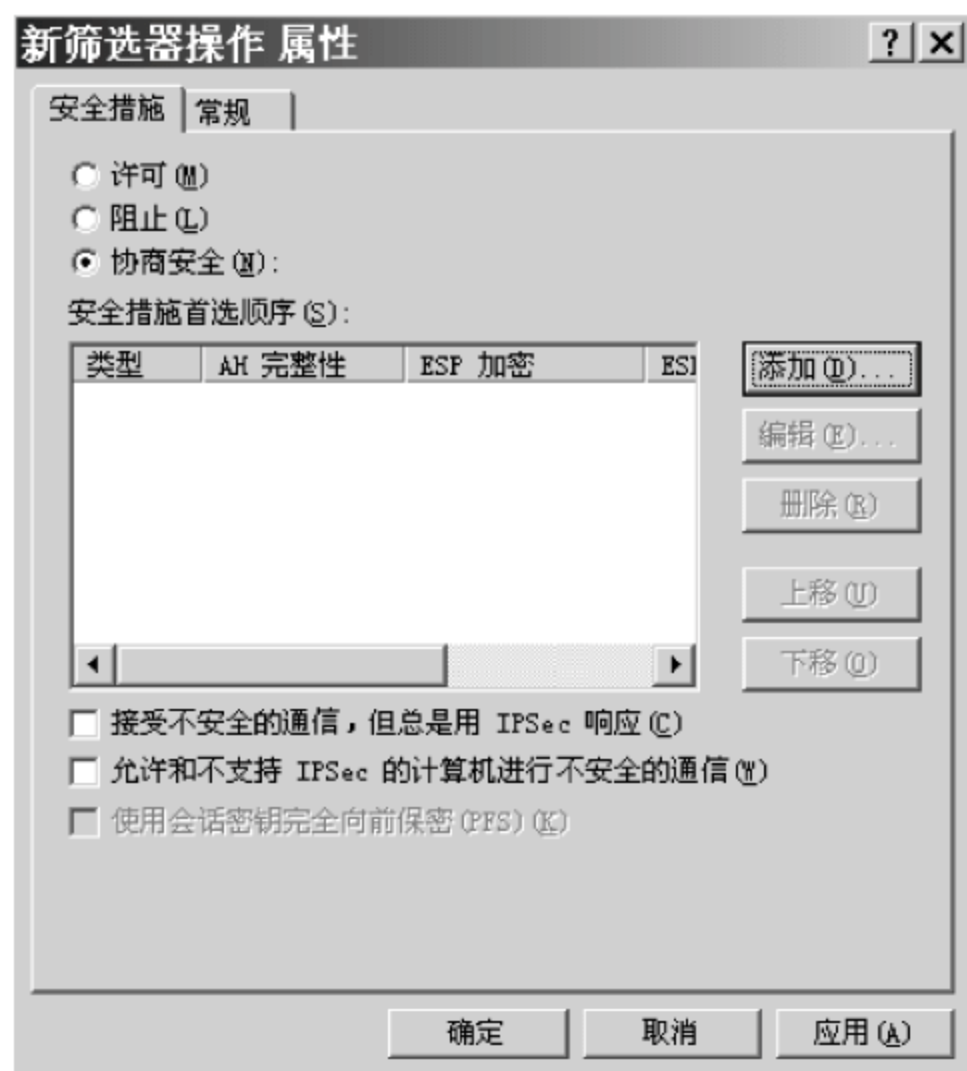 新筛选器操作 属性
安全措施 常规
许可(M)
阻止(L)
协商安全(N):
安全措施首选顺序(S):
类型 AH 完整性 ESP 加密 ESP
添加(D)...
编辑(E)...
删除(R)
上移(U)
下移(O)
接受不安全的通信，但总是用 IPSec 响应(C)
允许和不支持 IPSec 的计算机进行不安全的通信(W)
使用会话密钥完全向前保密(PFS)(K)
确定 取消 应用(A)